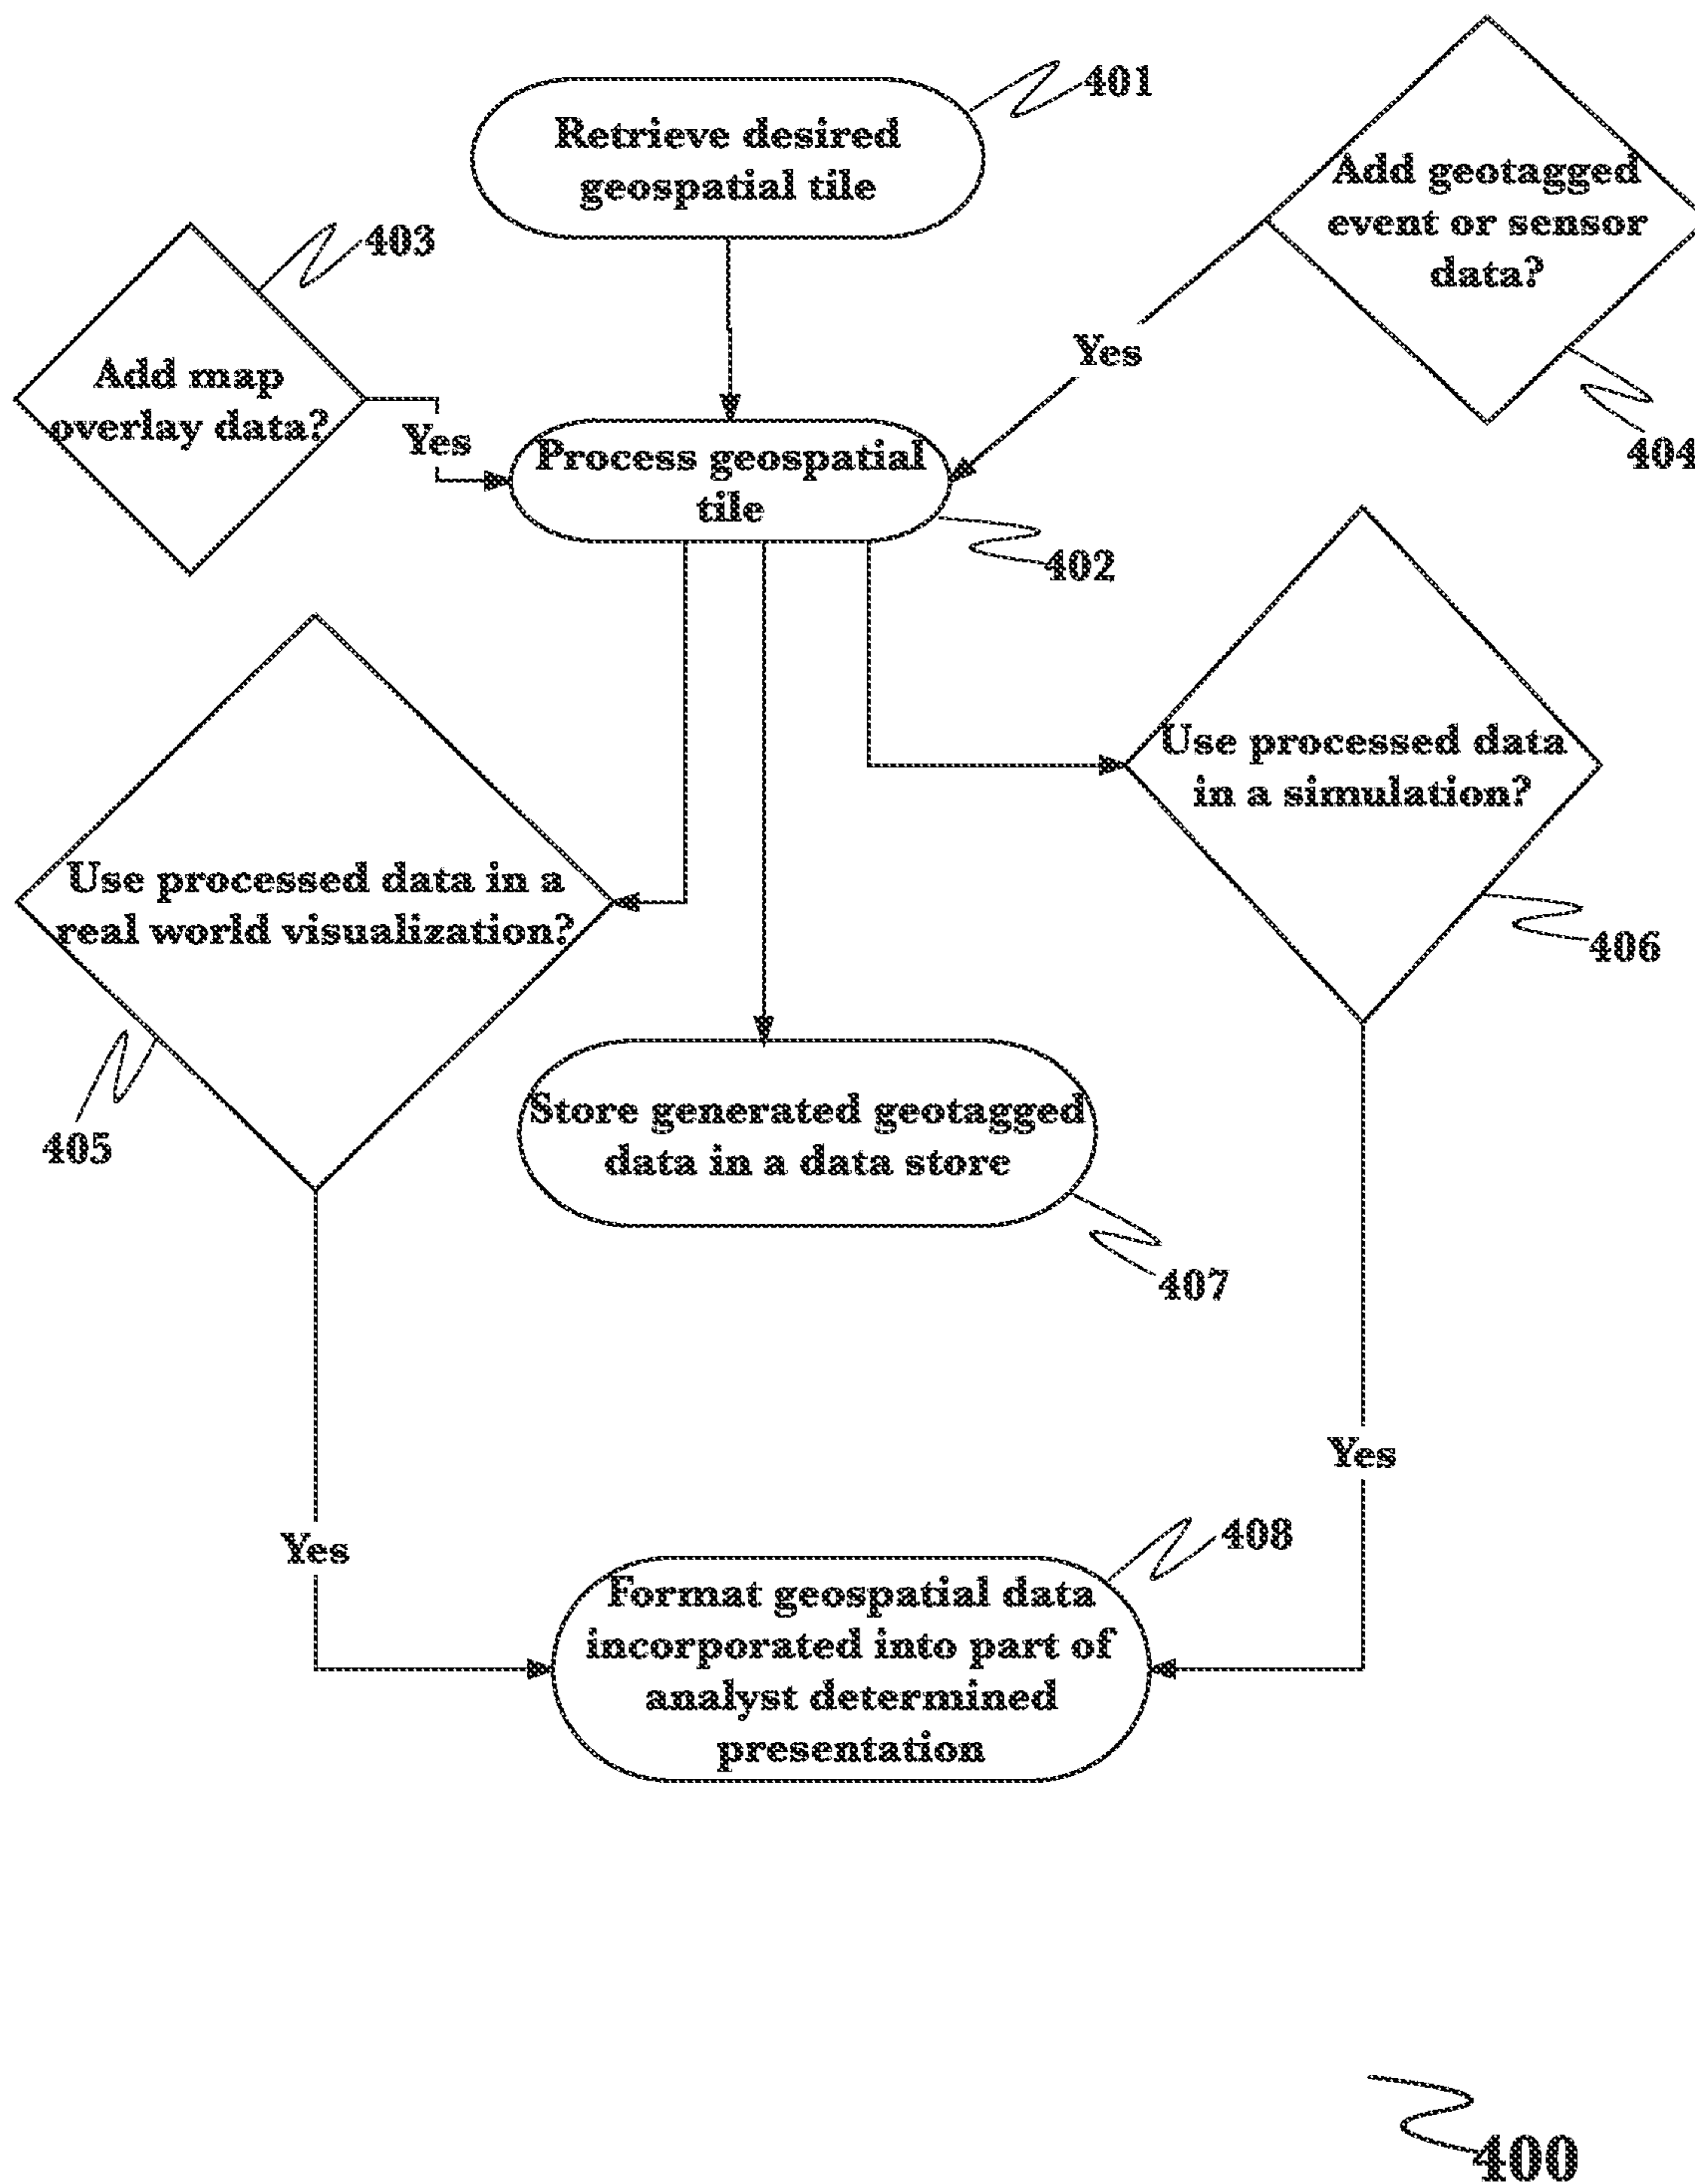 401
Retrieve desired
geospatial tile
Add geotagged
event or sensor
data?
403
Add map
overlay data?
Yes
Yes
404
Process geospatial
tile
402
Use processed data
in a simulation?
406
Use processed data in a
real world visualization?
405
Store generated geotagged
data in a data store
407
Yes
Yes
408
Format geospatial data
incorporated into part of
analyst determined
presentation
400